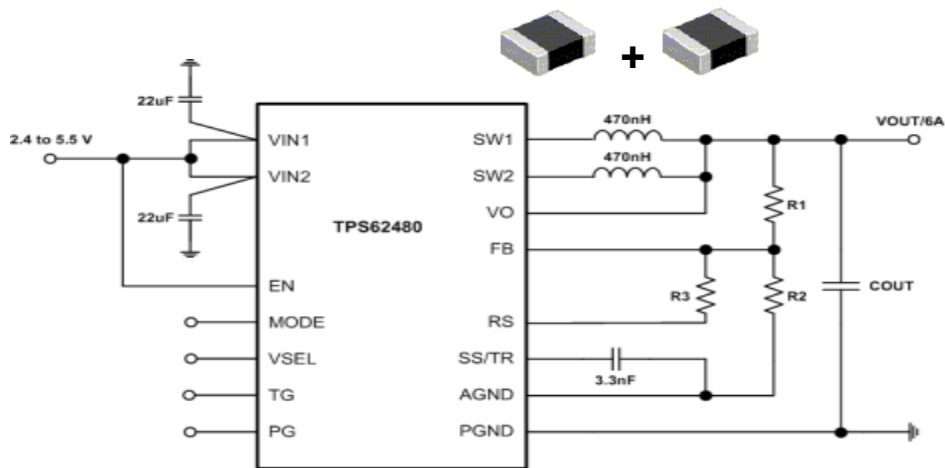 +
22uF
470nH
VOUT/6A
2.4 to 5.5 V
VIN1
SW1
470nH
VIN2
SW2
R1
22uF
VO
TPS62480
FB
EN
R3
R2
COUT
MODE
RS
VSEL
SS/TR
3.3nF
TG
AGND
PG
PGND